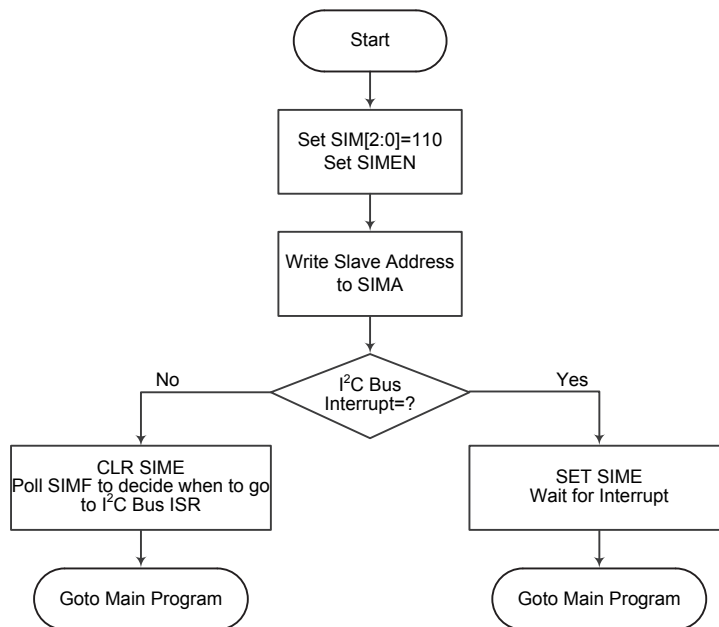 Start
Set SIM[2:0]=110
Set SIMEN
Write Slave Address
to SIMA
I²C Bus
Interrupt=?
No
Yes
CLR SIME
Poll SIMF to decide when to go
to I²C Bus ISR
SET SIME
Wait for Interrupt
Goto Main Program
Goto Main Program